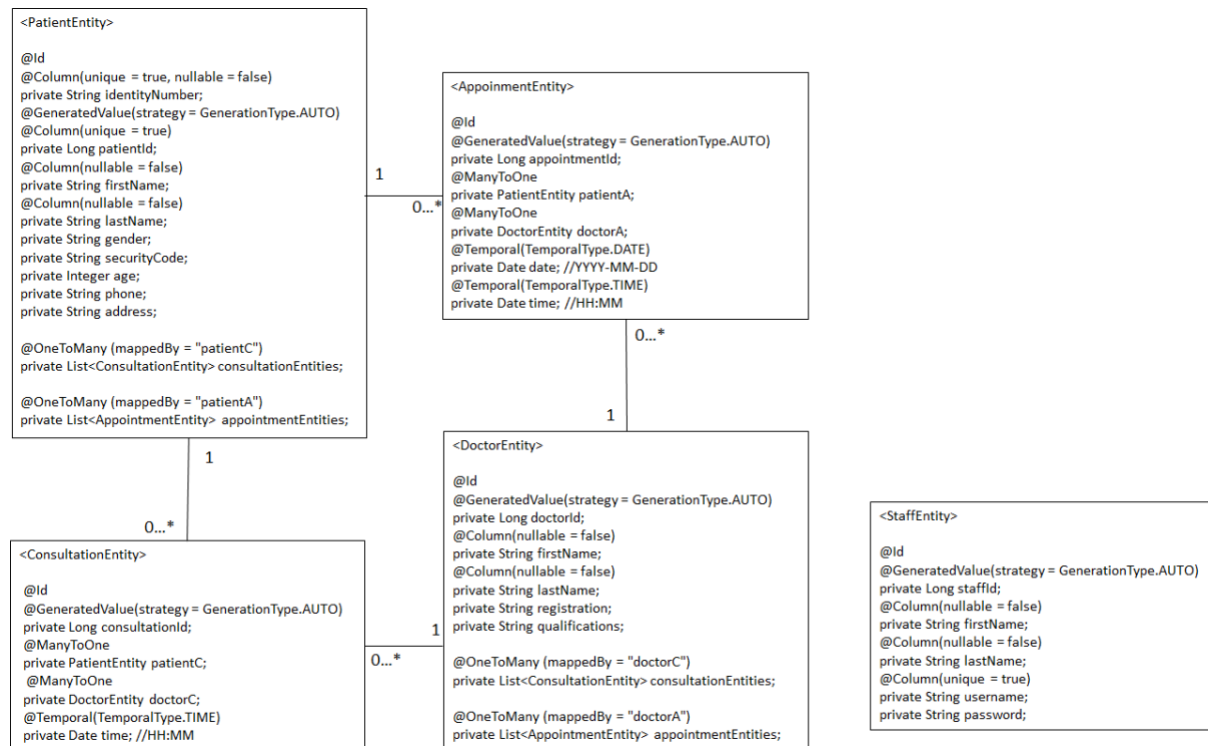 <PatientEntity>
@Id
@Column(unique = true, nullable = false)
private String identityNumber;
@GeneratedValue(strategy = GenerationType.AUTO)
@Column(unique = true)
private Long patientId;
@Column(nullable = false)
private String firstName;
@Column(nullable = false)
private String lastName;
private String gender;
private String securityCode;
private Integer age;
private String phone;
private String address;
@OneToMany (mappedBy = "patientC")
private List<ConsultationEntity> consultationEntities;
@OneToMany (mappedBy = "patientA")
private List<AppointmentEntity> appointmentEntities;
1
0...*
<AppoinmentEntity>
@Id
@GeneratedValue(strategy = GenerationType.AUTO)
private Long appointmentId;
@ManyToOne
private PatientEntity patientA;
@ManyToOne
private DoctorEntity doctorA;
@Temporal(TemporalType.DATE)
private Date date; //YYYY-MM-DD
@Temporal(TemporalType.TIME)
private Date time; //HH:MM
0...*
1
1
0...*
<ConsultationEntity>
@Id
@GeneratedValue(strategy = GenerationType.AUTO)
private Long consultationId;
@ManyToOne
private PatientEntity patientC;
@ManyToOne
private DoctorEntity doctorC;
@Temporal(TemporalType.TIME)
private Date time; //HH:MM
1
0...*
<DoctorEntity>
@Id
@GeneratedValue(strategy = GenerationType.AUTO)
private Long doctorId;
@Column(nullable = false)
private String firstName;
@Column(nullable = false)
private String lastName;
private String registration;
private String qualifications;
@OneToMany (mappedBy = "doctorC")
private List<ConsultationEntity> consultationEntities;
@OneToMany (mappedBy = "doctorA")
private List<AppointmentEntity> appointmentEntities;
<StaffEntity>
@Id
@GeneratedValue(strategy = GenerationType.AUTO)
private Long staffId;
@Column(nullable = false)
private String firstName;
@Column(nullable = false)
private String lastName;
@Column(unique = true)
private String username;
private String password;